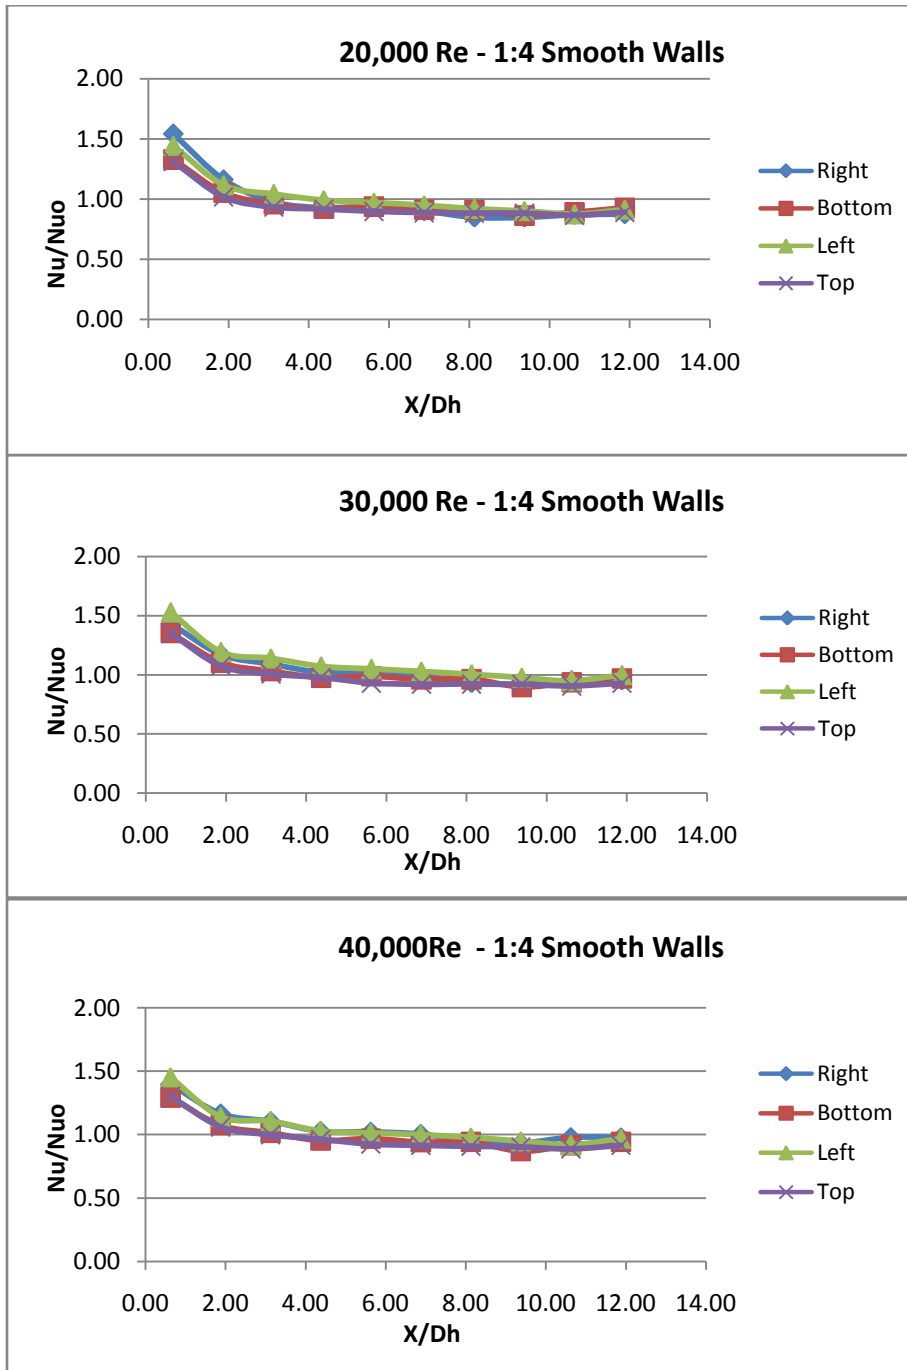 20,000 Re - 1:4 Smooth Walls
2.00
1.50
1.00
0.50
0.00
Nu/Nuo
0.00 2.00 4.00 6.00 8.00 10.00 12.00 14.00
X/Dh
Right
Bottom
Left
Top
30,000 Re - 1:4 Smooth Walls
2.00
1.50
1.00
0.50
0.00
Nu/Nuo
0.00 2.00 4.00 6.00 8.00 10.00 12.00 14.00
X/Dh
Right
Bottom
Left
Top
40,000Re - 1:4 Smooth Walls
2.00
1.50
1.00
0.50
0.00
Nu/Nuo
0.00 2.00 4.00 6.00 8.00 10.00 12.00 14.00
X/Dh
Right
Bottom
Left
Top